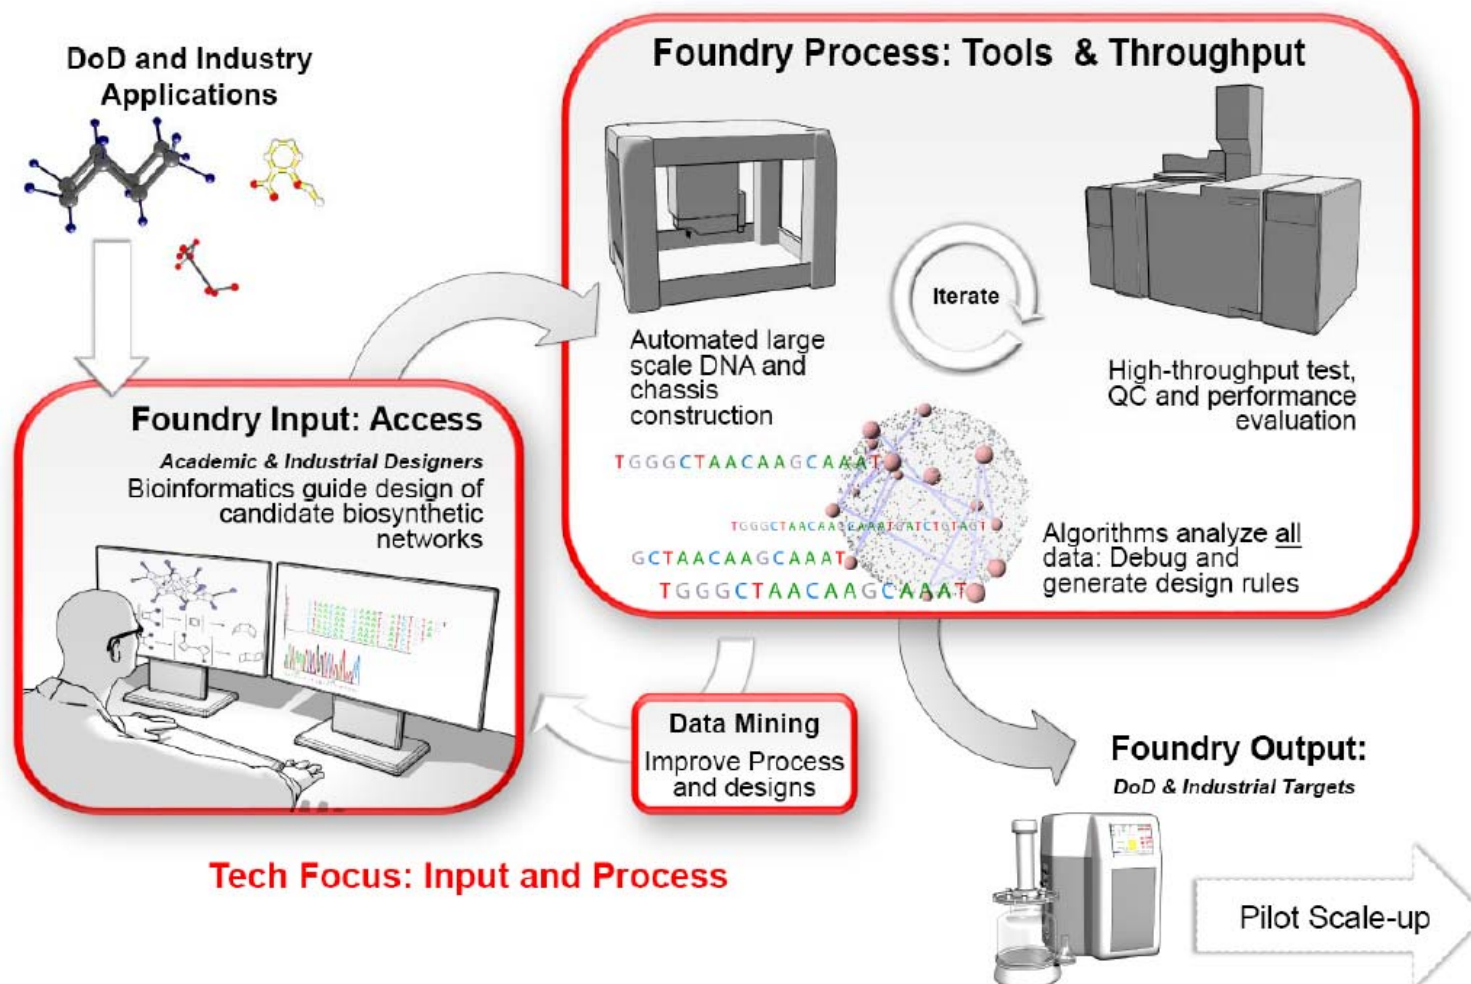 DoD and Industry
Applications
Foundry Process: Tools & Throughput
Iterate
Automated large
scale DNA and
chassis
construction
High-throughput test,
QC and performance
evaluation
TGGGCTAACAAGCAAAT
TGGGCTAACAAGCAAATGATCTGTAGT
GCTAACAAGCAAAT
TGGGCTAACAAGCAAAT
Algorithms analyze all
data: Debug and
generate design rules
Foundry Input: Access
Academic & Industrial Designers
Bioinformatics guide design of
candidate biosynthetic
networks
Data Mining
Improve Process
and designs
Tech Focus: Input and Process
Foundry Output:
DoD & Industrial Targets
Pilot Scale-up